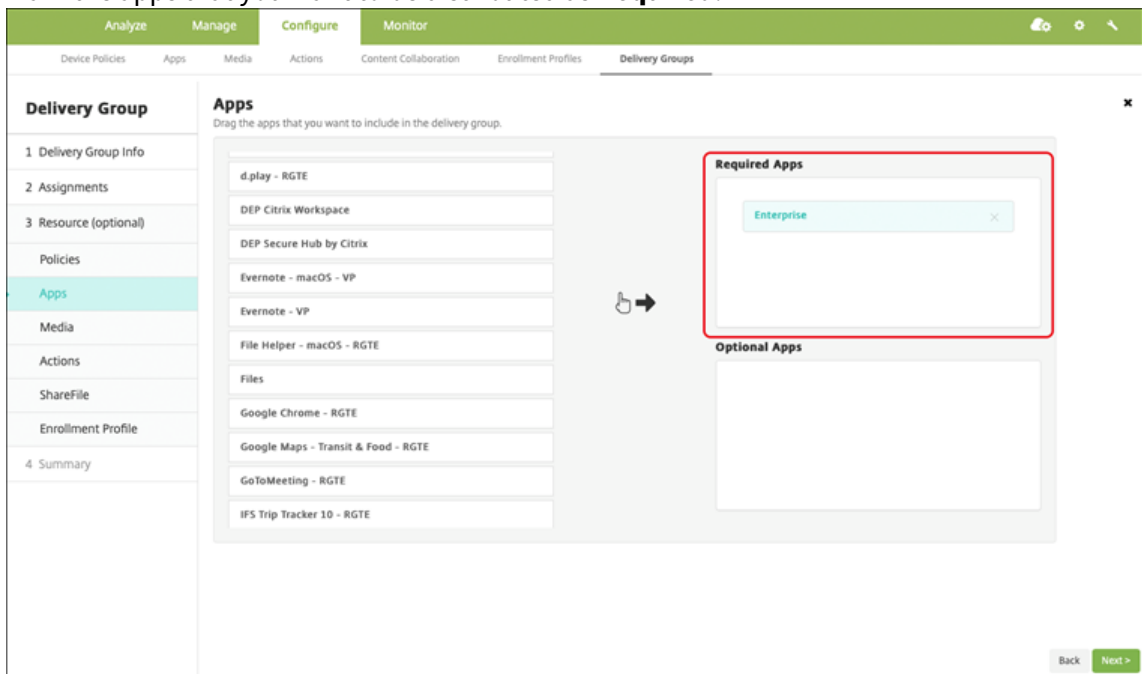 Analyze Manage Configure Monitor
Device Policies Apps Media Actions Content Collaboration Enrollment Profiles Delivery Groups
Delivery Group
1 Delivery Group Info
2 Assignments
3 Resource (optional)
Policies
Apps
Media
Actions
ShareFile
Enrollment Profile
4 Summary
Apps
Drag the apps that you want to include in the delivery group.
d.play - RGTE
DEP Citrix Workspace
DEP Secure Hub by Citrix
Evernote - macOS - VP
Evernote - VP
File Helper - macOS - RGTE
Files
Google Chrome - RGTE
Google Maps - Transit & Food - RGTE
GoToMeeting - RGTE
IFS Trip Tracker 10 - RGTE
Required Apps
Enterprise
Optional Apps
Back Next >